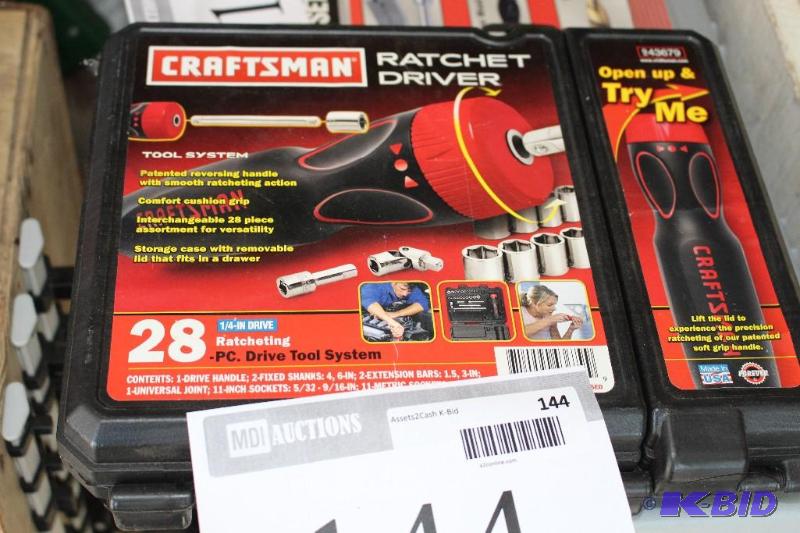 CRAFTSMAN
RATCHET
DRIVER
TOOL SYSTEM
Patented reversing handle
with smooth ratcheting action
Comfort cushion grip
Interchangeable 28 piece
assortment for versatility
Storage case with removable
lid that fits in a drawer
CRAFTSMAN
28
1/4-IN DRIVE
Ratcheting
-PC. Drive Tool System
CONTENTS: 1-DRIVE HANDLE; 2-FIXED SHANKS: 4, 6-IN; 2-EXTENSION BARS: 1.5, 3-IN;
1-UNIVERSAL JOINT; 11-INCH SOCKETS: 5/32 - 9/16-IN; 11-METRIC
9
43679
Open up &
Try
Me
CRAFTSMAN
Lift the lid to
experience the precision
ratcheting of our patented
soft grip handle.
Made in
USA
FOREVER
MDI AUCTIONS
Assets2Cash K-Bid
144
144
K-BID